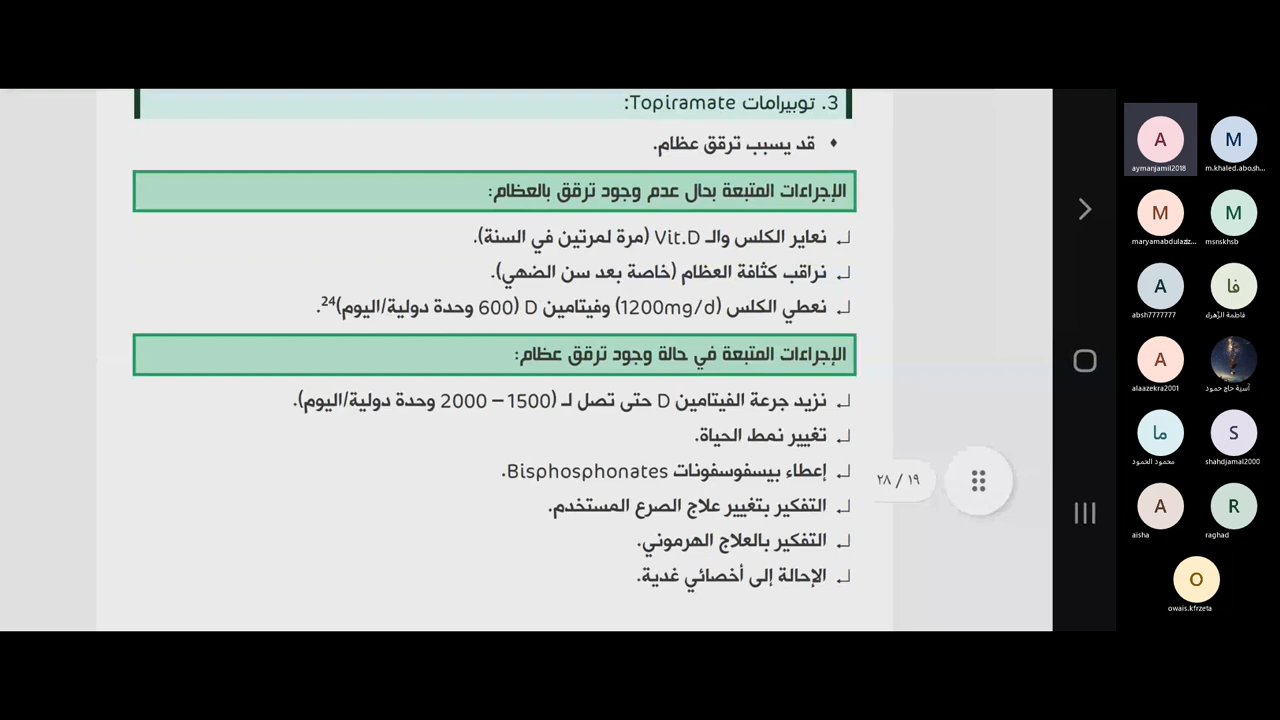 3. توبيرامات Topiramate:
♦ قد يسبب ترقق عظام.
الإجراءات المتبعة بحال عدم وجود ترقق بالعظام:
↲ نعاير الكلس والـ Vit.D (مرة لمرتين في السنة).
↲ نراقب كثافة العظام (خاصة بعد سن الضهي).
↲ نعطي الكلس (1200mg/d) وفيتامين D (600 وحدة دولية/اليوم)²⁴.
الإجراءات المتبعة في حالة وجود ترقق عظام:
↲ نزيد جرعة الفيتامين D حتى تصل لـ (1500 – 2000 وحدة دولية/اليوم).
↲ تغيير نمط الحياة.
↲ إعطاء بيسفوسفونات Bisphosphonates.
↲ التفكير بتغيير علاج الصرع المستخدم.
↲ التفكير بالعلاج الهرموني.
↲ الإحالة إلى أخصائي غدية.
١٩ / ٢٨
A
aymanjamil2018
M
m.khaled.abo.sh...
M
maryamabdulaziz...
M
msnskhsb
A
absh7777777
فا
فاطمة الزهراء
A
alaazekra2001
آسية حاج حمود
ما
محمود الحمود
S
shahdjamal2000
A
aisha
R
raghad
O
owais.kfrzeta